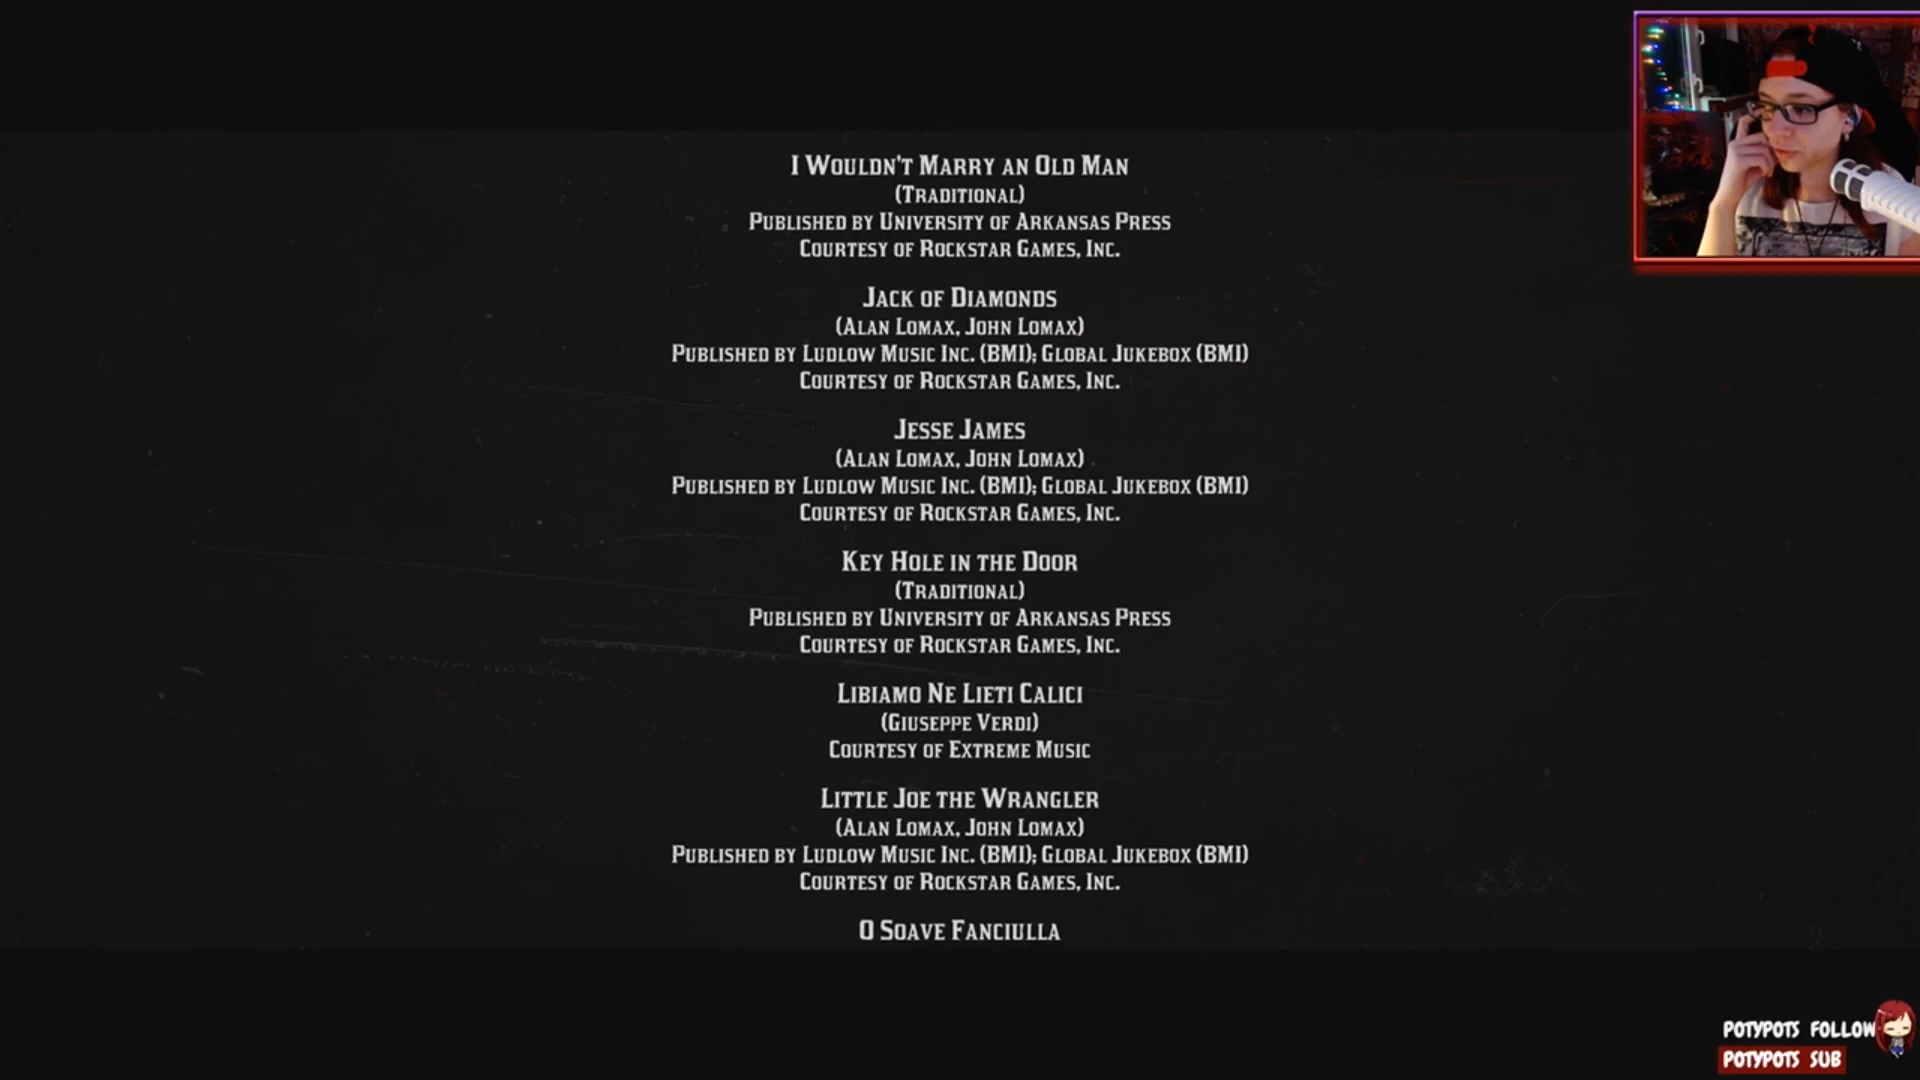 I Wouldn't Marry an Old Man
(Traditional)
Published by University of Arkansas Press
Courtesy of Rockstar Games, Inc.
Jack of Diamonds
(Alan Lomax, John Lomax)
Published by Ludlow Music Inc. (BMI); Global Jukebox (BMI)
Courtesy of Rockstar Games, Inc.
Jesse James
(Alan Lomax, John Lomax)
Published by Ludlow Music Inc. (BMI); Global Jukebox (BMI)
Courtesy of Rockstar Games, Inc.
Key Hole in the Door
(Traditional)
Published by University of Arkansas Press
Courtesy of Rockstar Games, Inc.
Libiamo Ne Lieti Calici
(Giuseppe Verdi)
Courtesy of Extreme Music
Little Joe the Wrangler
(Alan Lomax, John Lomax)
Published by Ludlow Music Inc. (BMI); Global Jukebox (BMI)
Courtesy of Rockstar Games, Inc.
O Soave Fanciulla
POTYPOTS FOLLOW
POTYPOTS SUB